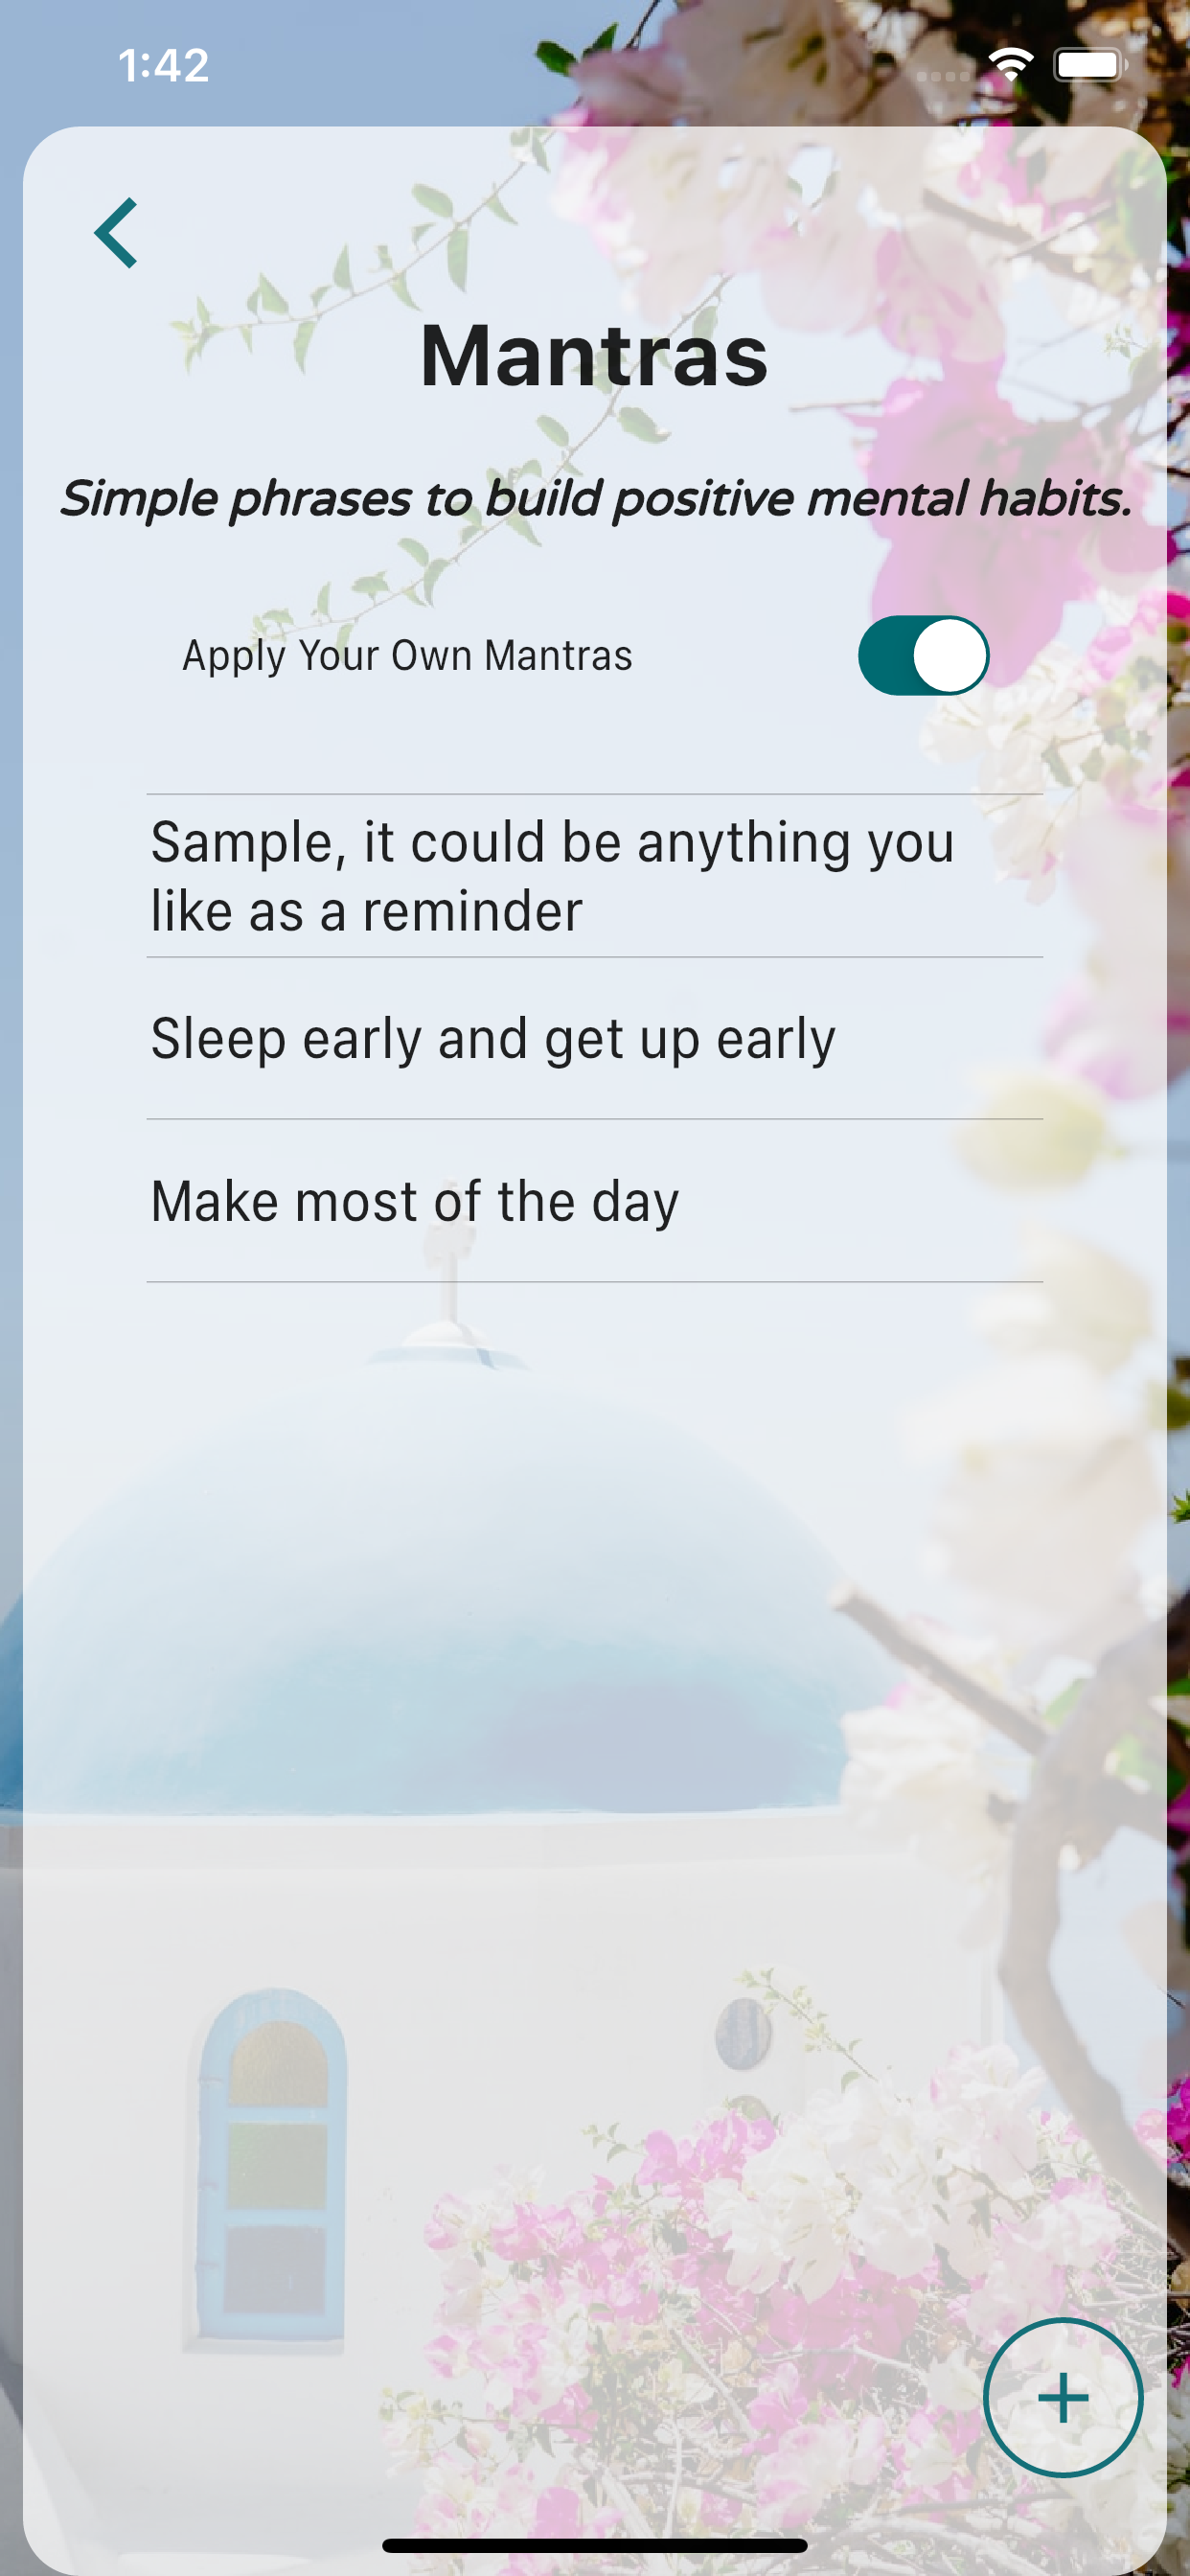 1:42
Mantras
Simple phrases to build positive mental habits.
Apply Your Own Mantras
Sample, it could be anything you
like as a reminder
Sleep early and get up early
Make most of the day